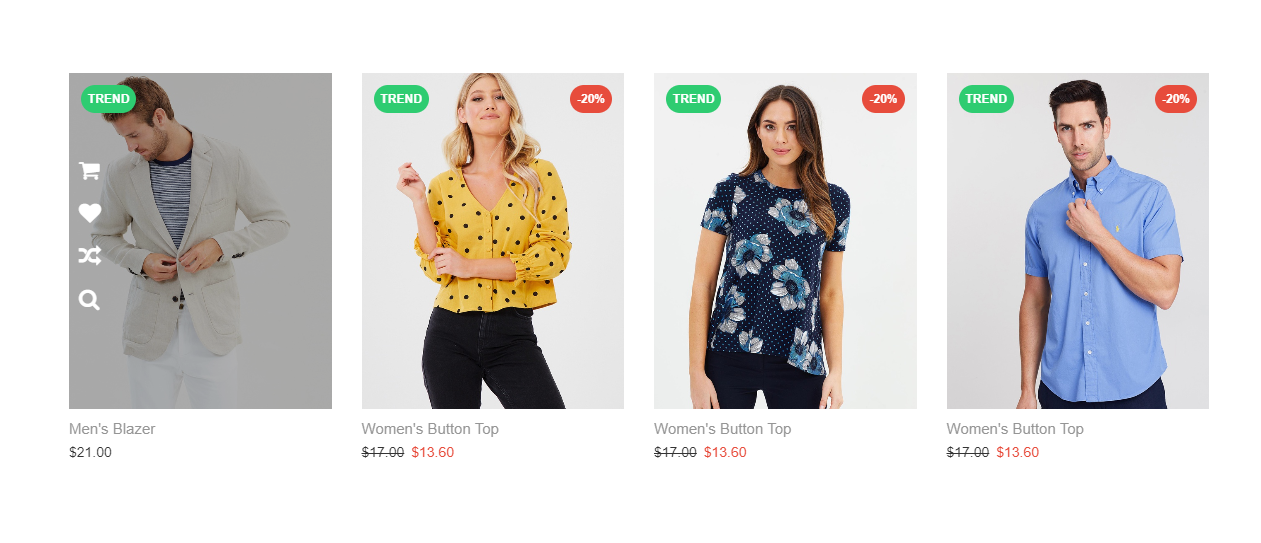 TREND
TREND
-20%
TREND
-20%
TREND
-20%
Men's Blazer
$21.00
Women's Button Top
$17.00 $13.60
Women's Button Top
$17.00 $13.60
Women's Button Top
$17.00 $13.60